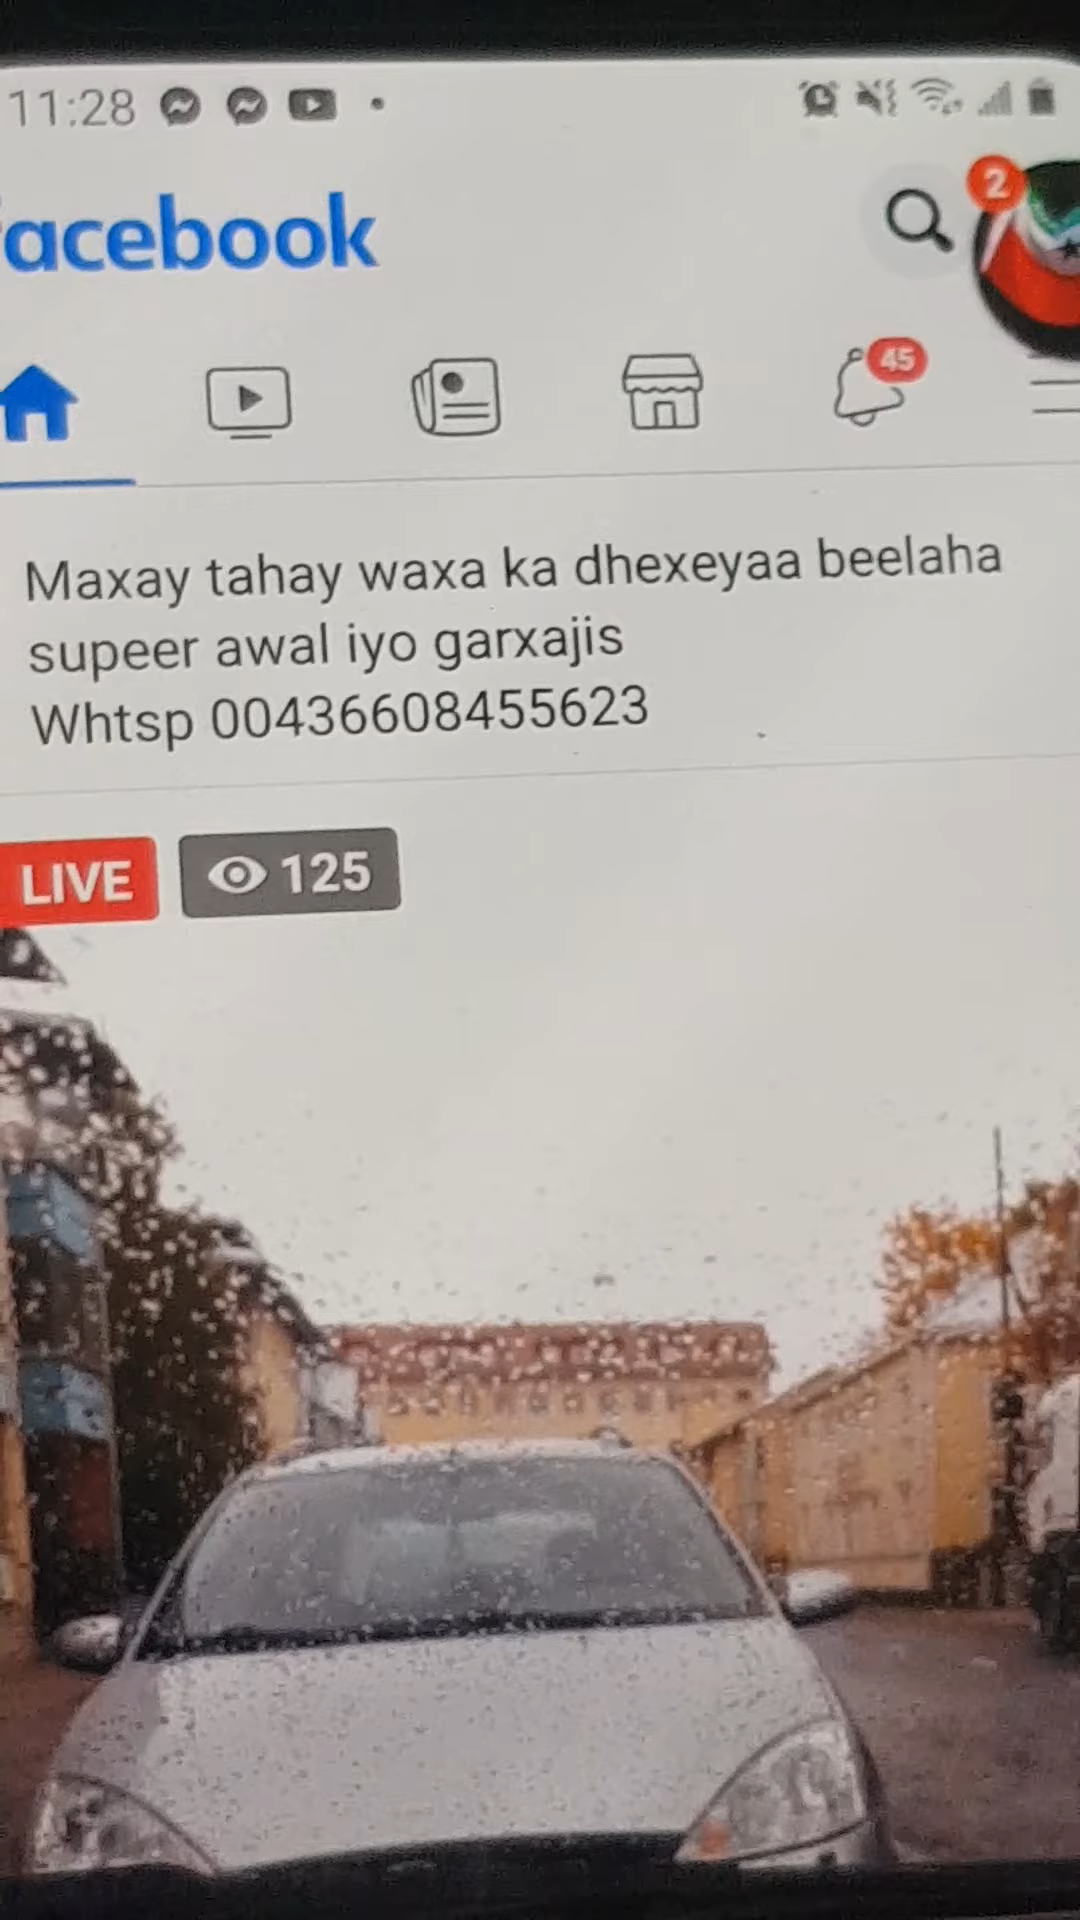 11:28
acebook
2
45
Maxay tahay waxa ka dhexeyaa beelaha
supeer awal iyo garxajis
Whtsp 00436608455623
LIVE 125